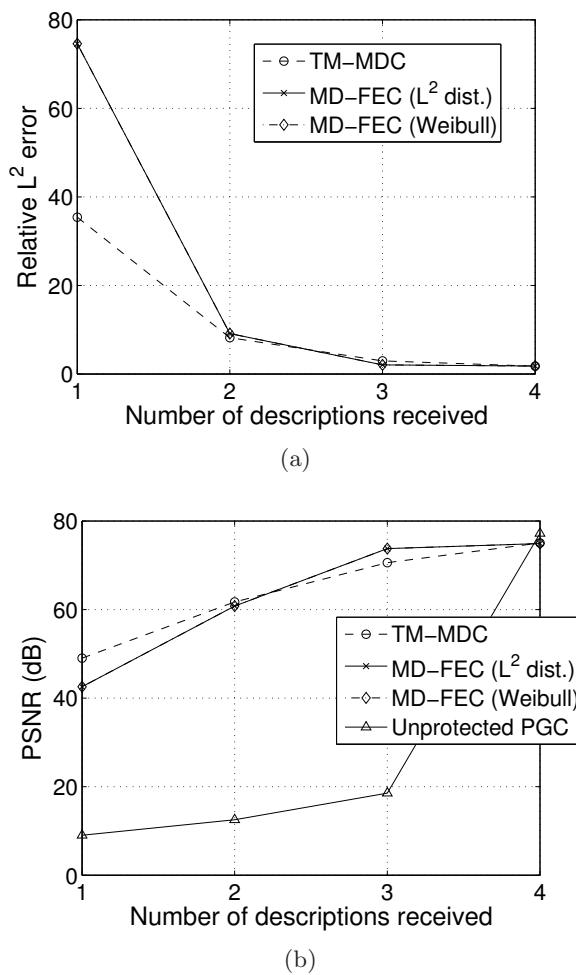 80
60
40
20
0
Relative L² error
TM−MDC
MD−FEC (L² dist.)
MD−FEC (Weibull)
1 2 3 4
Number of descriptions received
(a)
80
60
40
20
0
PSNR (dB)
TM−MDC
MD−FEC (L² dist.)
MD−FEC (Weibull)
Unprotected PGC
1 2 3 4
Number of descriptions received
(b)